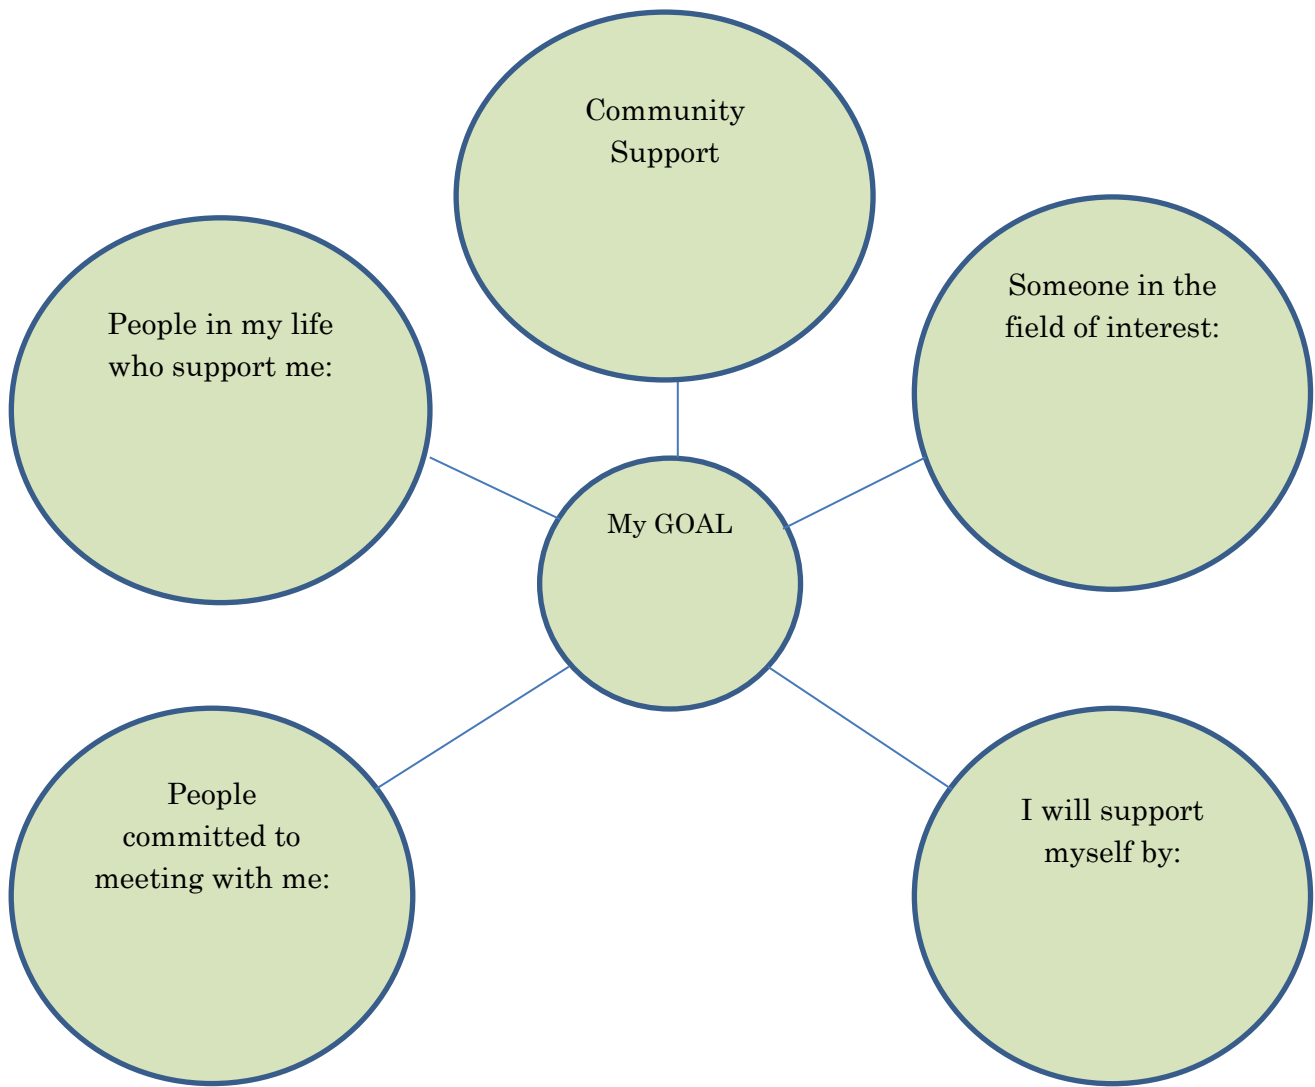 Community
Support
Someone in the
field of interest:
People in my life
who support me:
My GOAL
People
committed to
meeting with me:
I will support
myself by: